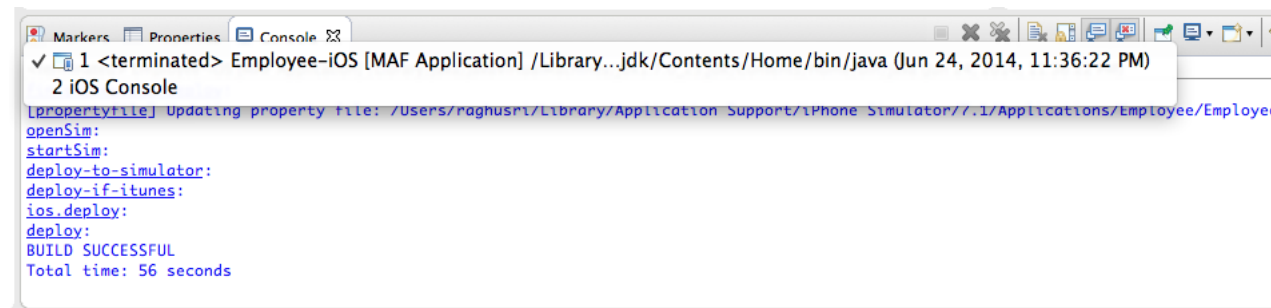 Markers Properties Console
✓ 1 <terminated> Employee-iOS [MAF Application] /Library...jdk/Contents/Home/bin/java (Jun 24, 2014, 11:36:22 PM)
2 iOS Console
[propertyfile] Updating property file: /Users/raghusri/Library/Application Support/iPhone Simulator/7.1/Applications/Employee/Employe
openSim:
startSim:
deploy-to-simulator:
deploy-if-itunes:
ios.deploy:
deploy:
BUILD SUCCESSFUL
Total time: 56 seconds